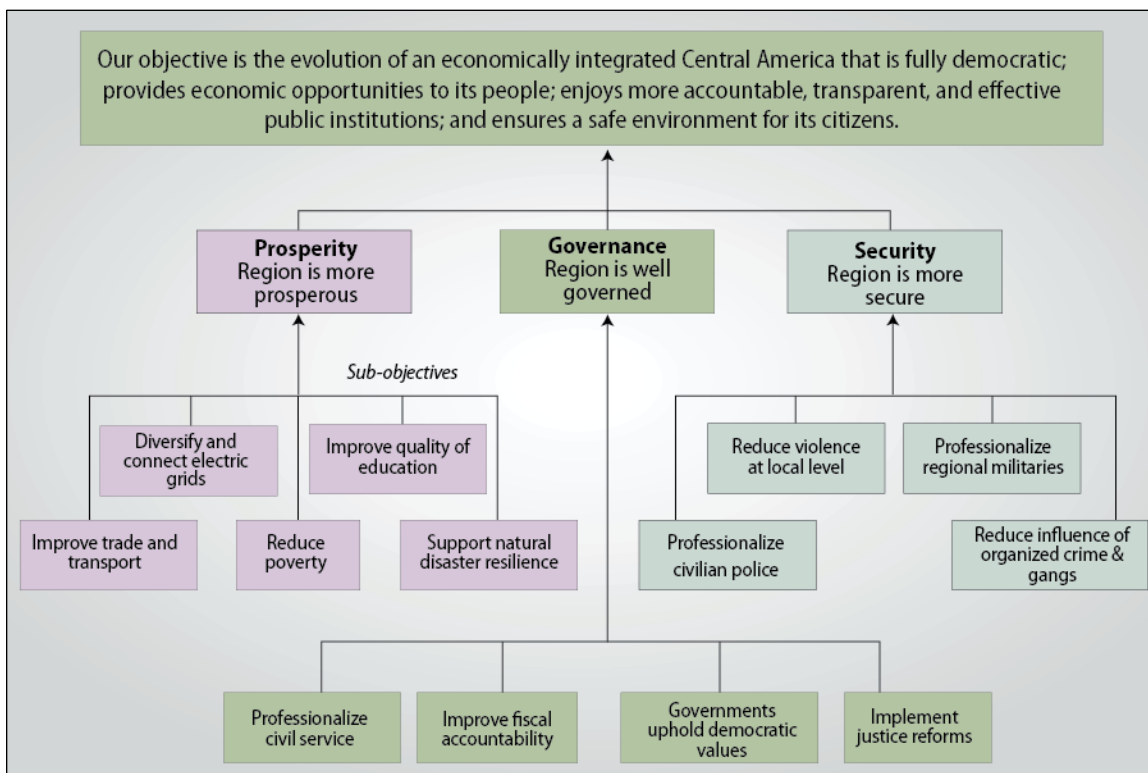 Our objective is the evolution of an economically integrated Central America that is fully democratic;
provides economic opportunities to its people; enjoys more accountable, transparent, and effective
public institutions; and ensures a safe environment for its citizens.
Prosperity
Region is more
prosperous
Governance
Region is well
governed
Security
Region is more
secure
Sub-objectives
Diversify and
connect electric
grids
Improve quality of
education
Reduce violence
at local level
Professionalize
regional militaries
Improve trade and
transport
Reduce
poverty
Support natural
disaster resilience
Professionalize
civilian police
Reduce influence of
organized crime &
gangs
Professionalize
civil service
Improve fiscal
accountability
Governments
uphold democratic
values
Implement
justice reforms